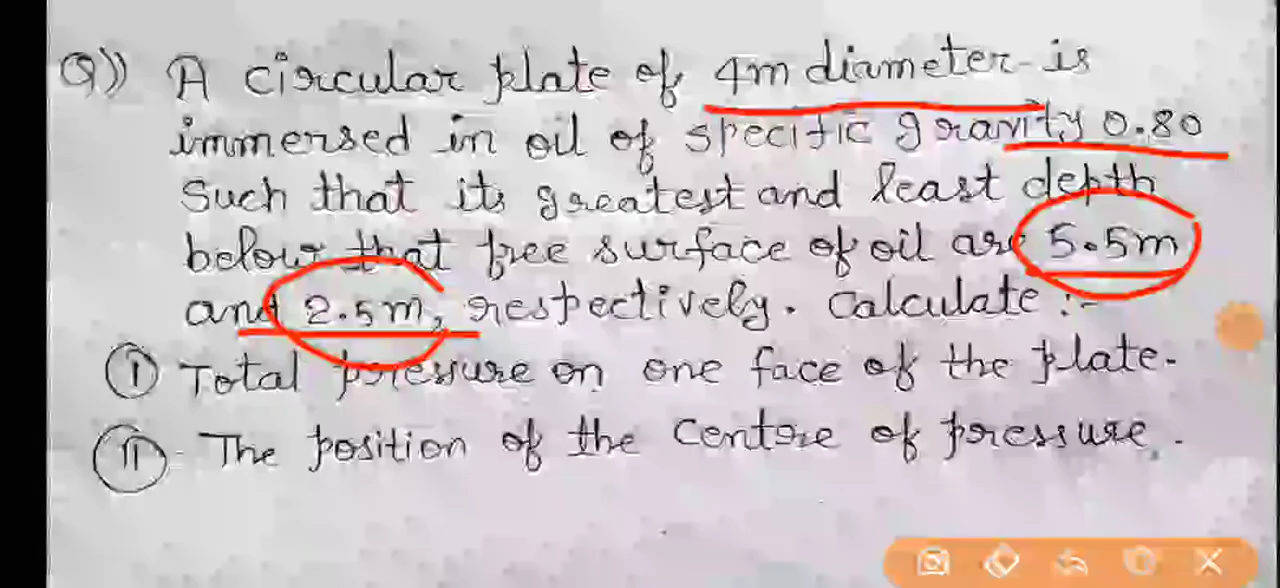 Q)) A circular plate of 4m diameter is
immersed in oil of specific gravity 0.80
Such that its greatest and least depth
below that free surface of oil are 5.5m
and 2.5m, respectively. Calculate :-
(I) Total pressure on one face of the plate.
(II) The position of the centre of pressure.